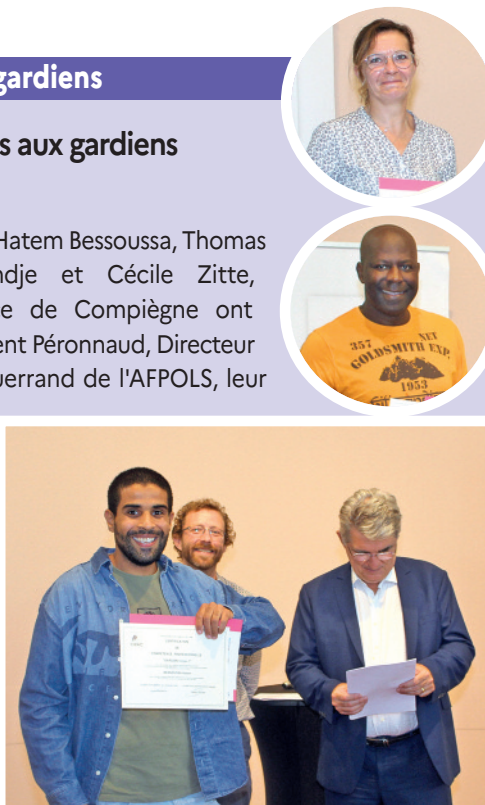 gardiens
s aux gardiens
Hatem Bessoussa, Thomas
ndje et Cécile Zitte,
e de Compiègne ont
ent Péronnaud, Directeur
uerrand de l'AFPOLS, leur
357 NET
GOLDSMITH EXP.
1953